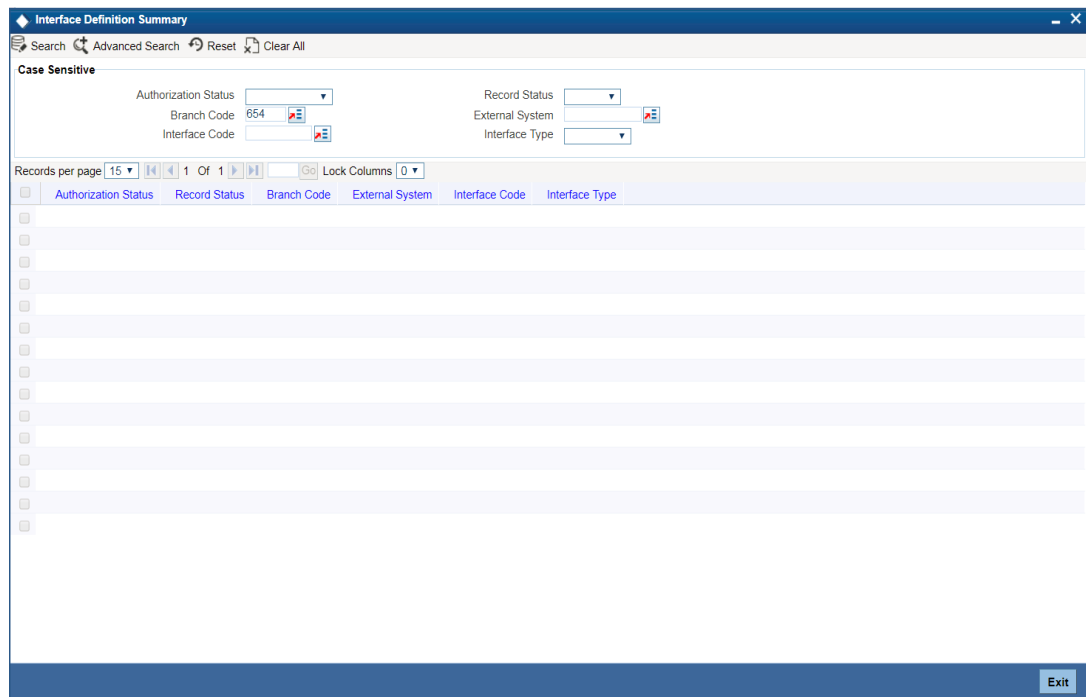 Interface Definition Summary
Search Advanced Search Reset Clear All
Case Sensitive
Authorization Status Record Status
Branch Code 654 External System
Interface Code Interface Type
Records per page 15 1 Of 1 Go Lock Columns 0
Authorization Status Record Status Branch Code External System Interface Code Interface Type
Exit